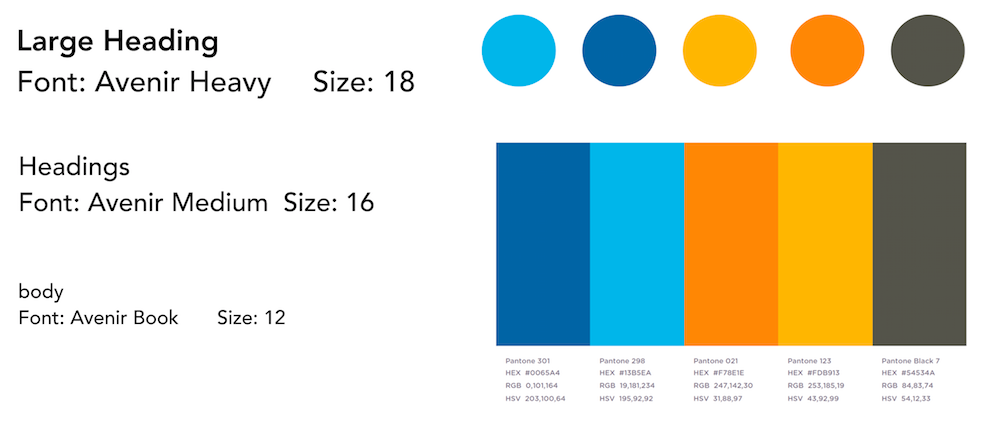 Large Heading
Font: Avenir Heavy Size: 18
Headings
Font: Avenir Medium Size: 16
body
Font: Avenir Book Size: 12
Pantone 301
HEX #0065A4
RGB 0,101,164
HSV 203,100,64
Pantone 298
HEX #13B5EA
RGB 19,181,234
HSV 195,92,92
Pantone 021
HEX #F78E1E
RGB 247,142,30
HSV 31,88,97
Pantone 123
HEX #FDB913
RGB 253,185,19
HSV 43,92,99
Pantone Black 7
HEX #54534A
RGB 84,83,74
HSV 54,12,33